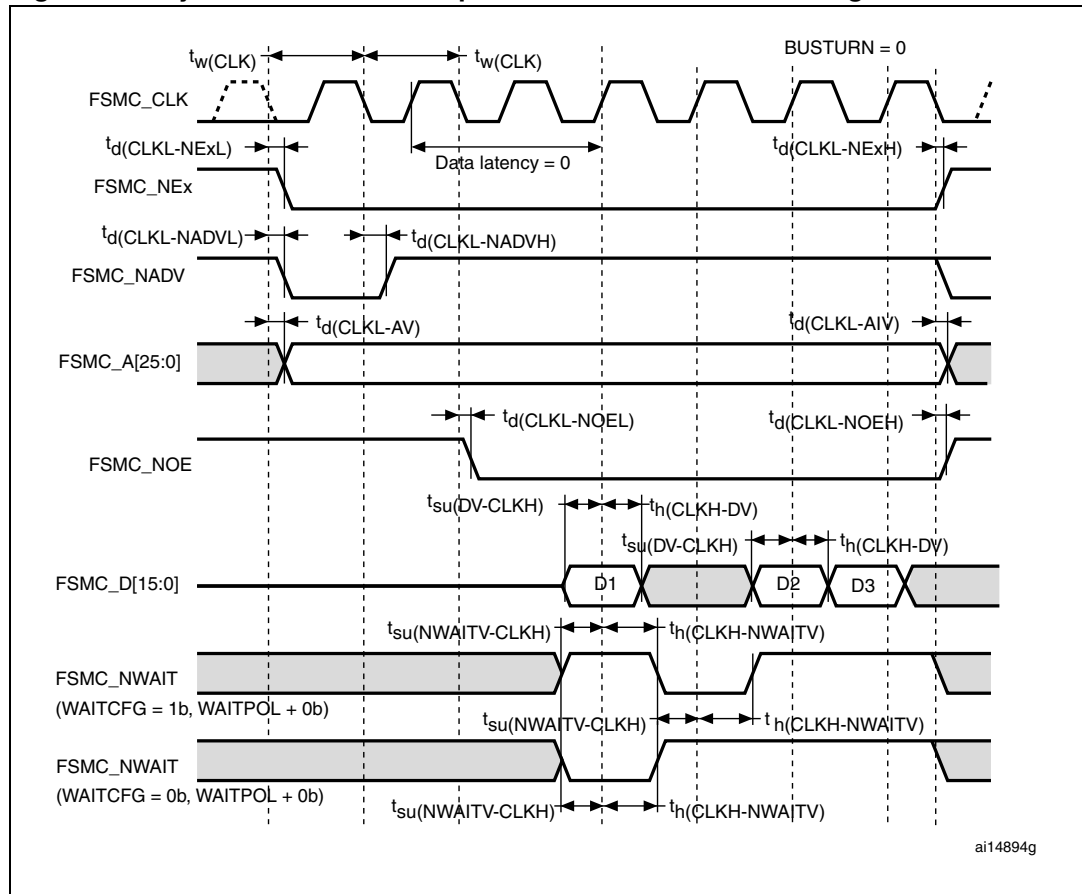 BUSTURN = 0
tw(CLK)
tw(CLK)
FSMC_CLK
td(CLKL-NExL)
Data latency = 0
td(CLKL-NExH)
FSMC_NEx
td(CLKL-NADVL)
td(CLKL-NADVH)
FSMC_NADV
td(CLKL-AV)
td(CLKL-AIV)
FSMC_A[25:0]
td(CLKL-NOEL)
td(CLKL-NOEH)
FSMC_NOE
tsu(DV-CLKH)
th(CLKH-DV)
tsu(DV-CLKH)
th(CLKH-DV)
FSMC_D[15:0]
D1
D2
D3
tsu(NWAITV-CLKH)
th(CLKH-NWAITV)
FSMC_NWAIT
(WAITCFG = 1b, WAITPOL + 0b)
tsu(NWAITV-CLKH)
th(CLKH-NWAITV)
FSMC_NWAIT
(WAITCFG = 0b, WAITPOL + 0b)
tsu(NWAITV-CLKH)
th(CLKH-NWAITV)
ai14894g